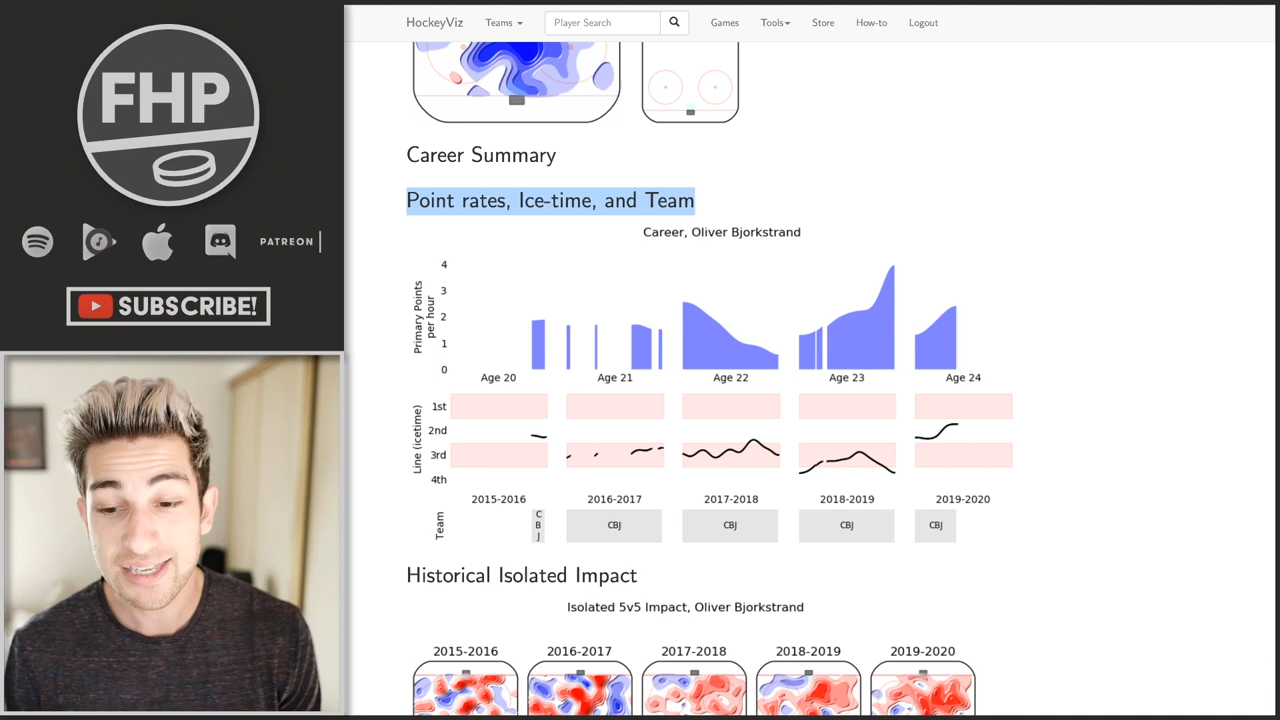 FHP
PATREON
SUBSCRIBE!
HockeyViz Teams Player Search Games Tools Store How-to Logout
Career Summary
Point rates, Ice-time, and Team
Career, Oliver Bjorkstrand
Primary Points
per hour
4
3
2
1
0
Age 20 Age 21 Age 22 Age 23 Age 24
Line (icetime)
1st
2nd
3rd
4th
2015-2016 2016-2017 2017-2018 2018-2019 2019-2020
Team
C
B
J
CBJ CBJ CBJ CBJ
Historical Isolated Impact
Isolated 5v5 Impact, Oliver Bjorkstrand
2015-2016 2016-2017 2017-2018 2018-2019 2019-2020